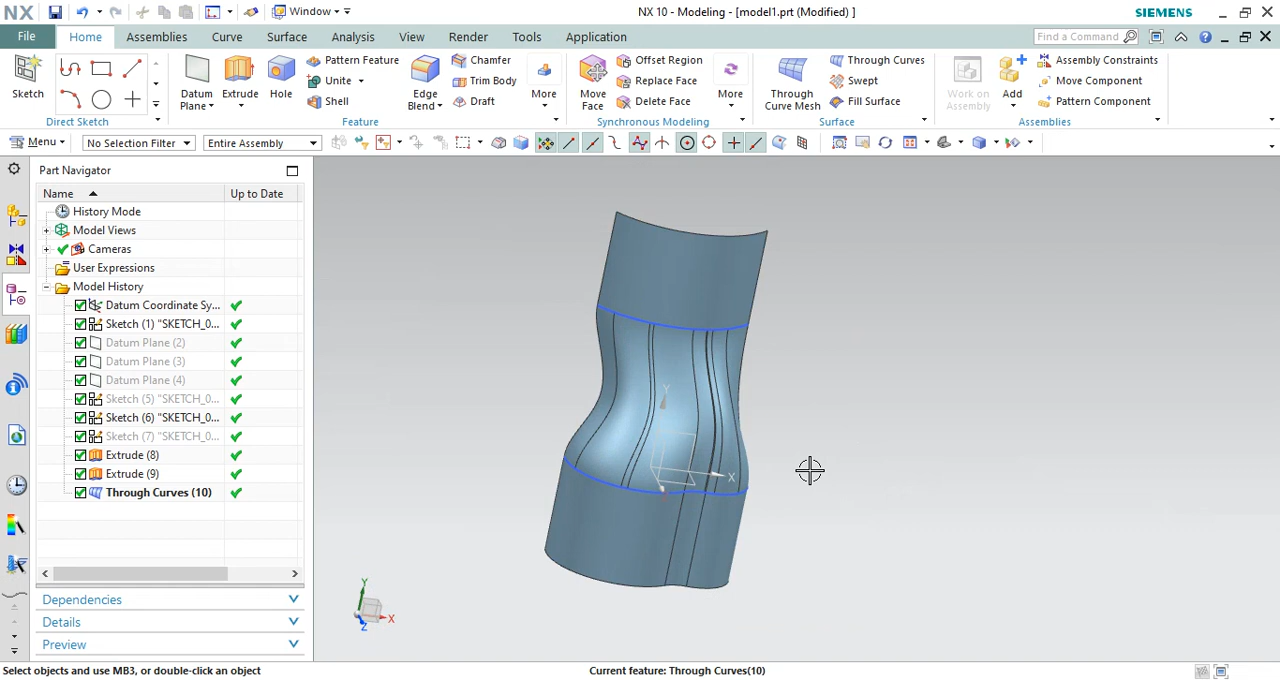 NX
Window
NX 10 - Modeling - [model1.prt (Modified) ]
SIEMENS
File
Home
Assemblies
Curve
Surface
Analysis
View
Render
Tools
Application
Find a Command
Sketch
Direct Sketch
Datum
Plane
Extrude
Hole
Pattern Feature
Unite
Shell
Edge
Blend
Chamfer
Trim Body
Draft
More
Feature
Move
Face
Offset Region
Replace Face
Delete Face
More
Synchronous Modeling
Through
Curve Mesh
Through Curves
Swept
Fill Surface
Surface
Work on
Assembly
Add
Assembly Constraints
Move Component
Pattern Component
Assemblies
Menu
No Selection Filter
Entire Assembly
Part Navigator
Name
Up to Date
History Mode
Model Views
Cameras
User Expressions
Model History
Datum Coordinate Sy...
Sketch (1) "SKETCH_0...
Datum Plane (2)
Datum Plane (3)
Datum Plane (4)
Sketch (5) "SKETCH_0...
Sketch (6) "SKETCH_0...
Sketch (7) "SKETCH_0...
Extrude (8)
Extrude (9)
Through Curves (10)
Dependencies
Details
Preview
Y
X
Y
X
Z
Select objects and use MB3, or double-click an object
Current feature: Through Curves(10)